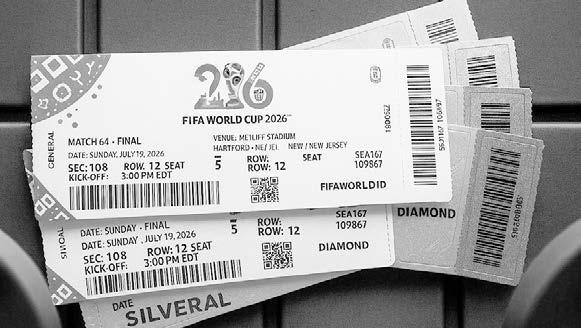 2026
FIFA WORLD CUP 2026™
GENERAL
MATCH 64 · FINAL
DATE: SUNDAY, JULY 19, 2026
SEC: 108 ROW: 12 SEAT
KICK-OFF: 3:00 PM EDT
VENUE: METLIFF STADIUM
HARTFORD · NE/ JEL NEW / NEW JERSEY
5
ROW:
ROW: 12
SEAT
SEA167
109867
FIFAWORLDID
DATE: SUNDAY · FINAL
DATE: SUNDAY, JULY 19, 2026
SEC: 108 ROW: 12 SEAT
KICK-OFF: 3:00 PM EDT
5
ROW:
ROW: 12
SEA167
109867
DIAMOND
DIAMOND
DATE
SILVERAL